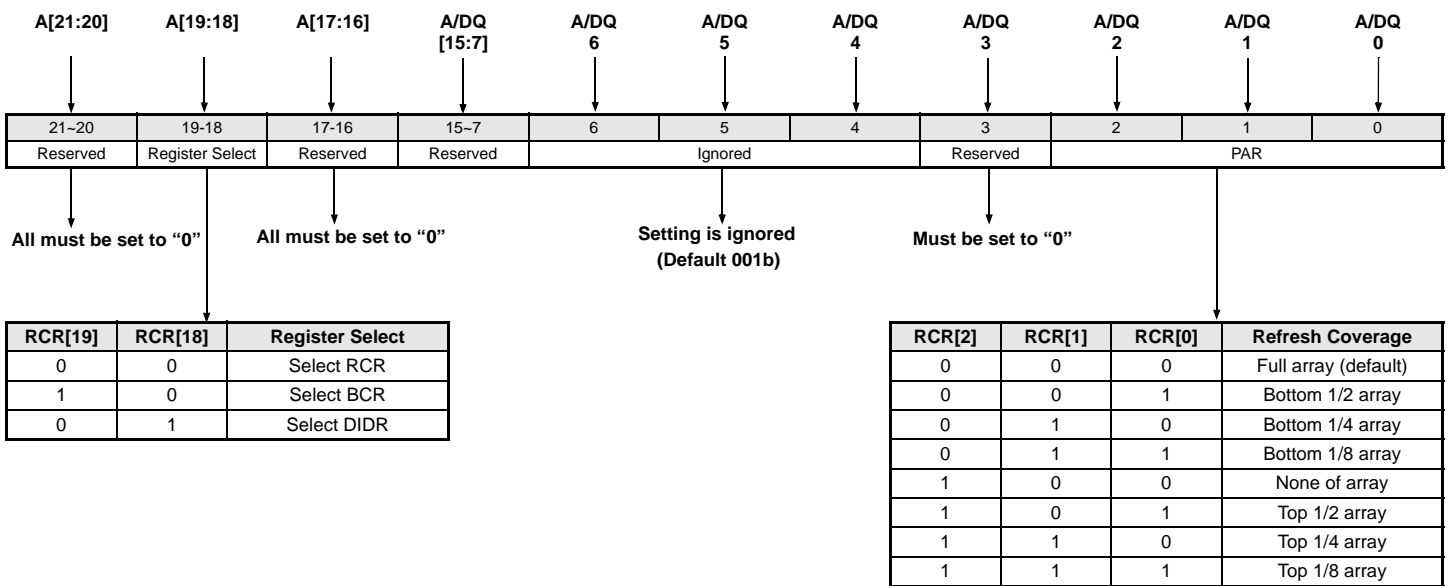 A[21:20] A[19:18] A[17:16] A/DQ A/DQ A/DQ A/DQ A/DQ A/DQ A/DQ A/DQ
[15:7] 6 5 4 3 2 1 0
21~20 19-18 17-16 15~7 6 5 4 3 2 1 0
Reserved Register Select Reserved Reserved Ignored Reserved PAR
All must be set to “0” All must be set to “0” Setting is ignored Must be set to “0”
(Default 001b)
RCR[19] RCR[18] Register Select
0 0 Select RCR
1 0 Select BCR
0 1 Select DIDR
RCR[2] RCR[1] RCR[0] Refresh Coverage
0 0 0 Full array (default)
0 0 1 Bottom 1/2 array
0 1 0 Bottom 1/4 array
0 1 1 Bottom 1/8 array
1 0 0 None of array
1 0 1 Top 1/2 array
1 1 0 Top 1/4 array
1 1 1 Top 1/8 array